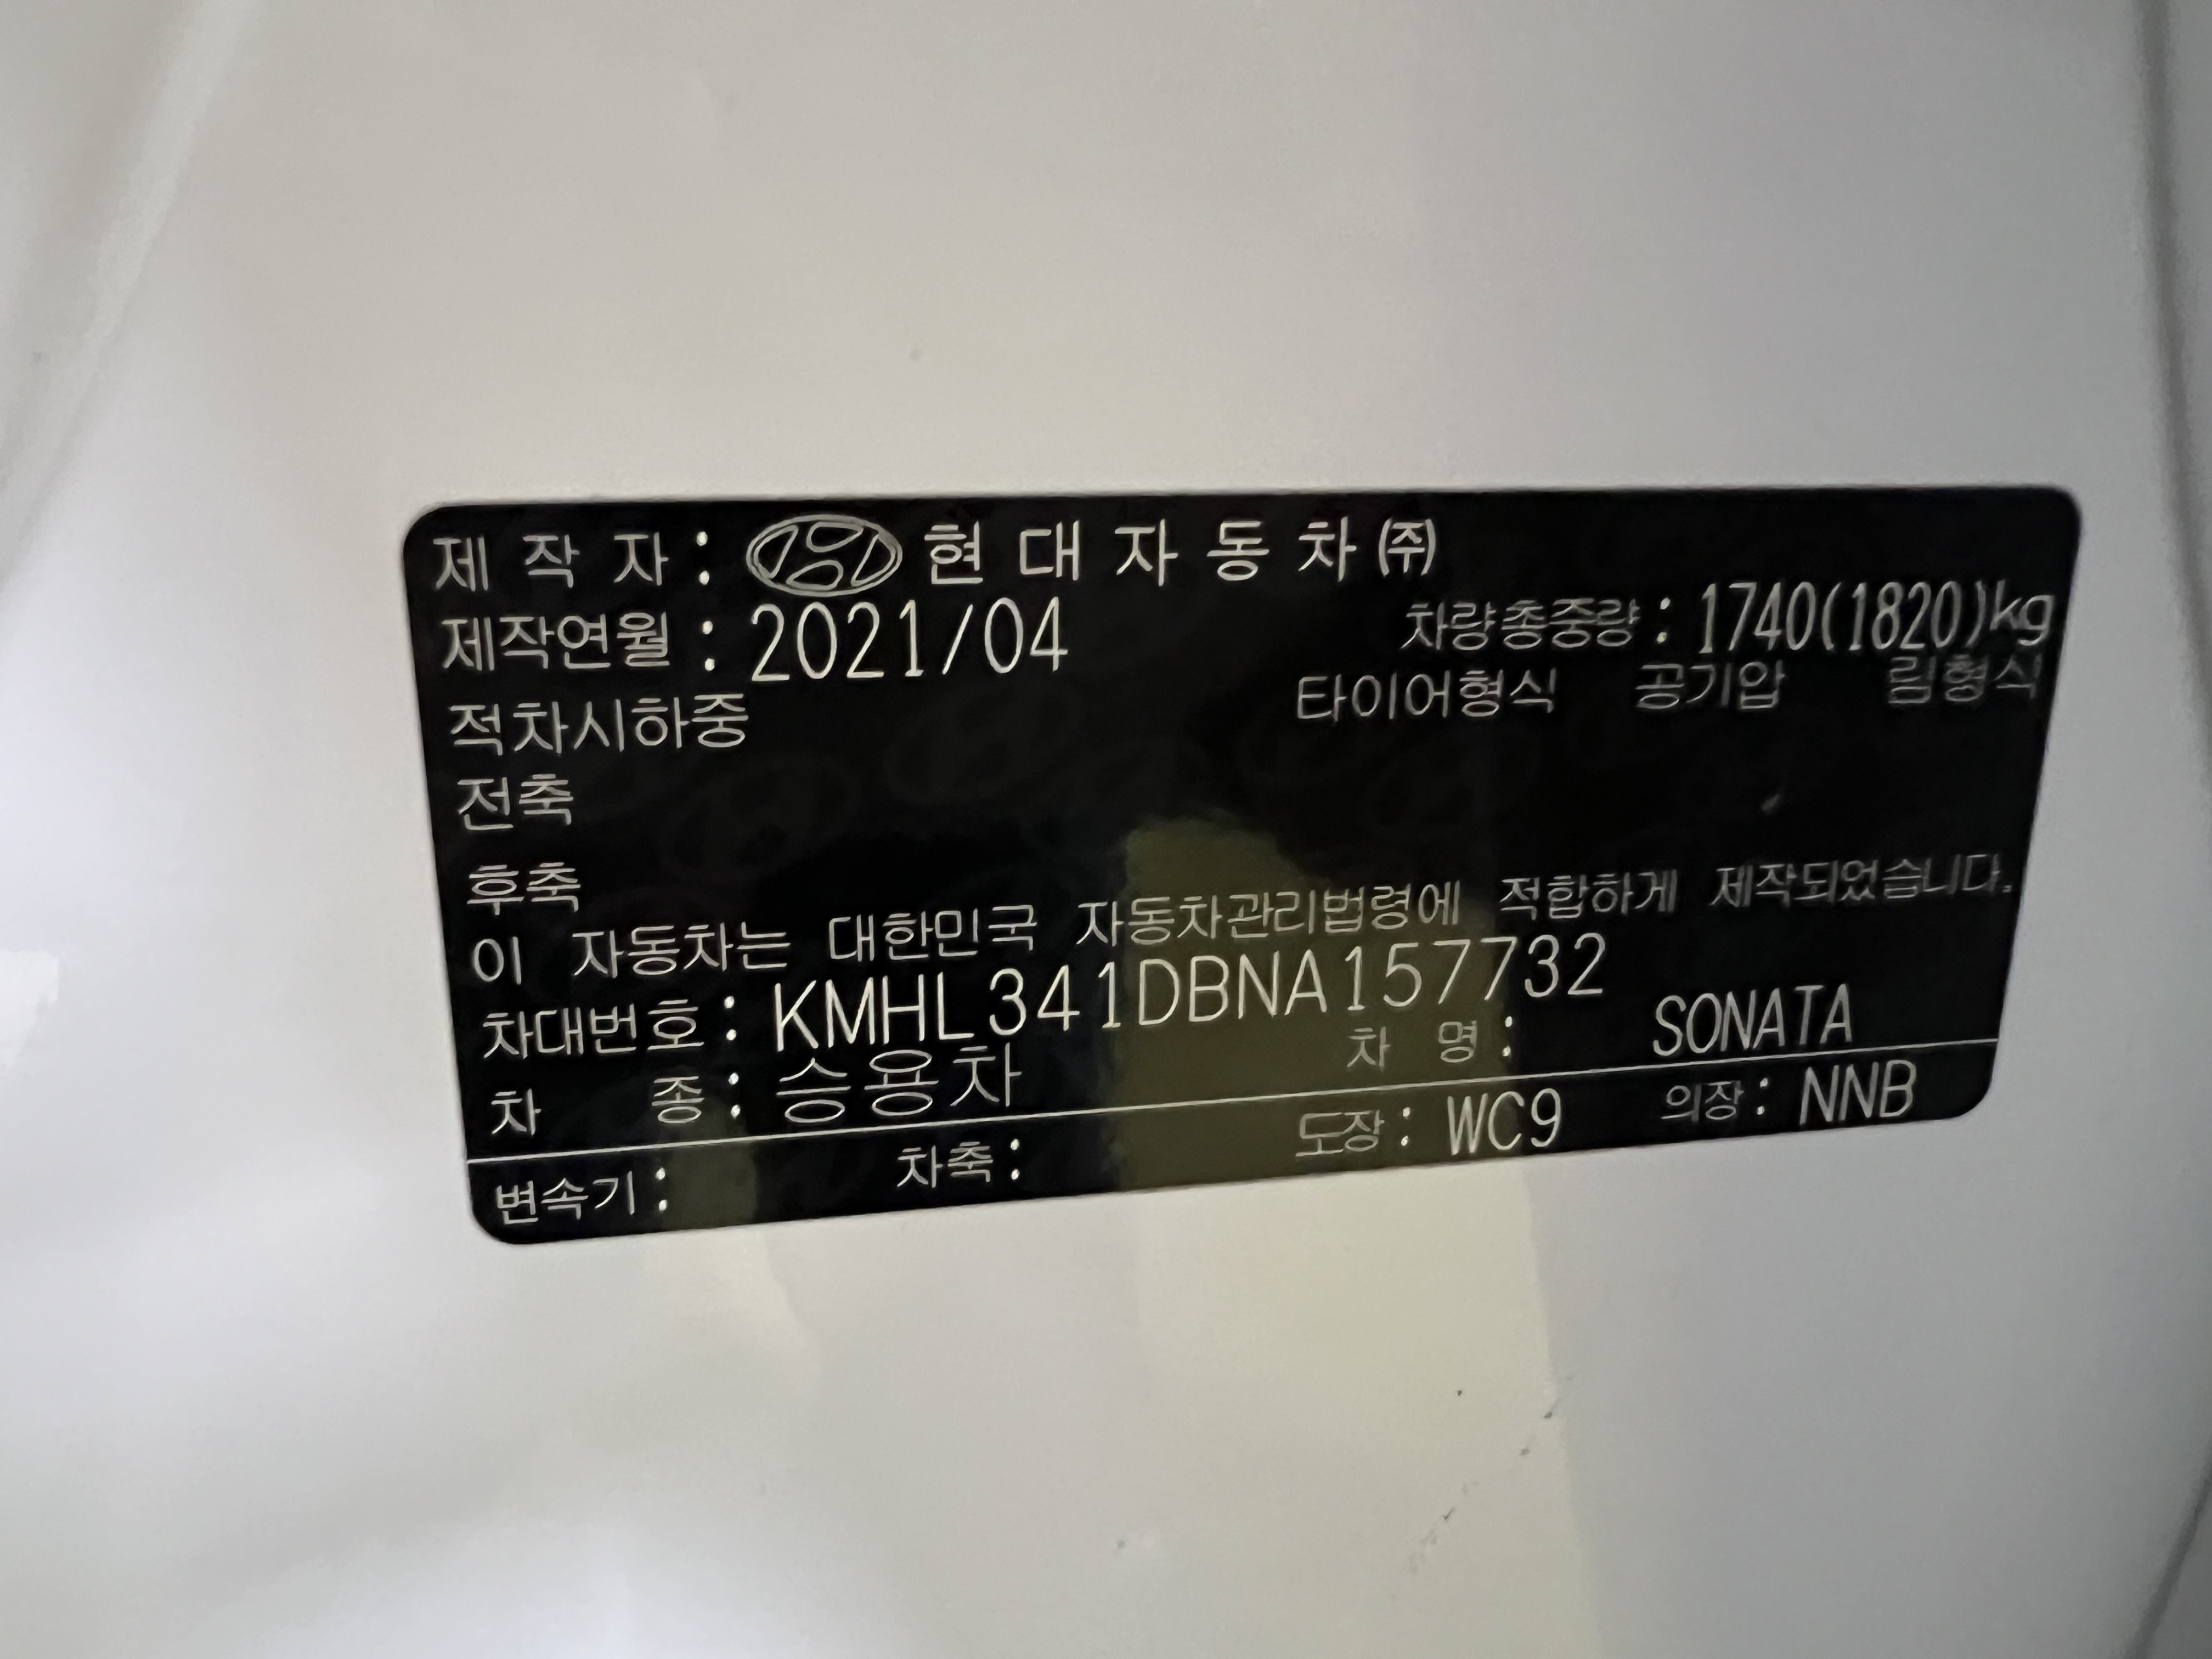 제 작 자 : 현 대 자 동 차 ㈜
제작연월 : 2021/04 차량총중량 : 1740(1820)kg
적차시하중 타이어형식 공기압 림형식
전축
후축
이 자동차는 대한민국 자동차관리법령에 적합하게 제작되었습니다.
차대번호 : KMHL341DBNA157732
차 종 : 승용차 차 명 : SONATA
변속기 : 차축 : 도장 : WC9 의장 : NNB